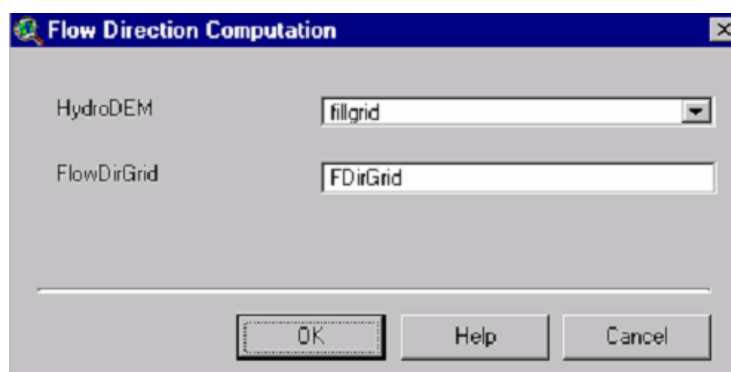 Flow Direction Computation
HydroDEM fillgrid
FlowDirGrid FDirGrid
OK Help Cancel